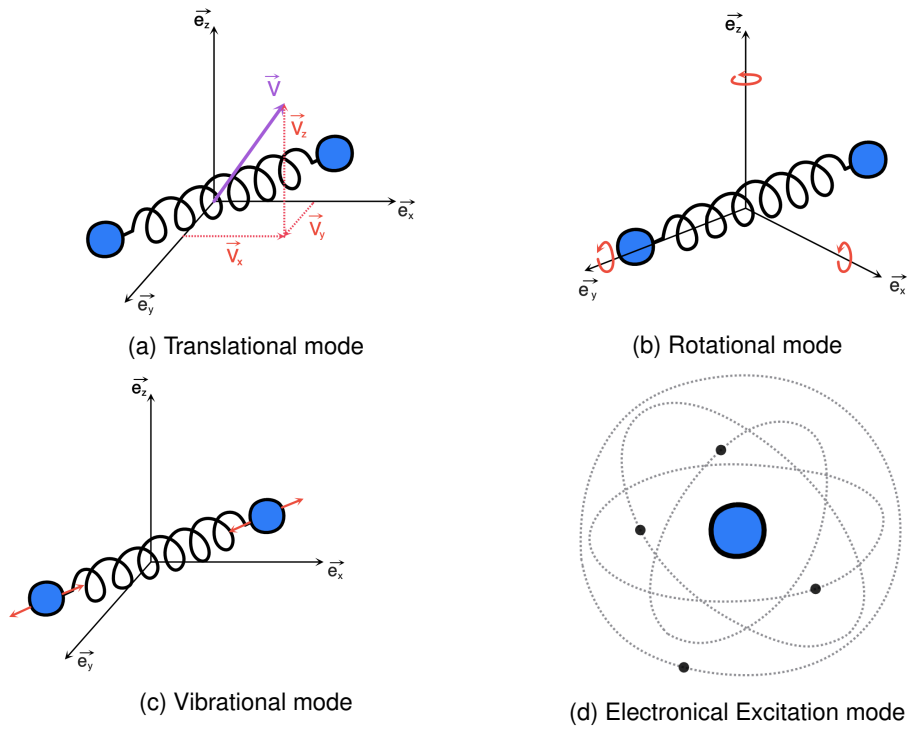 e_z
V
V_z
e_x
V_x
V_y
e_y
(a) Translational mode
e_z
e_y
e_x
(b) Rotational mode
e_z
e_x
e_y
(c) Vibrational mode
(d) Electronical Excitation mode